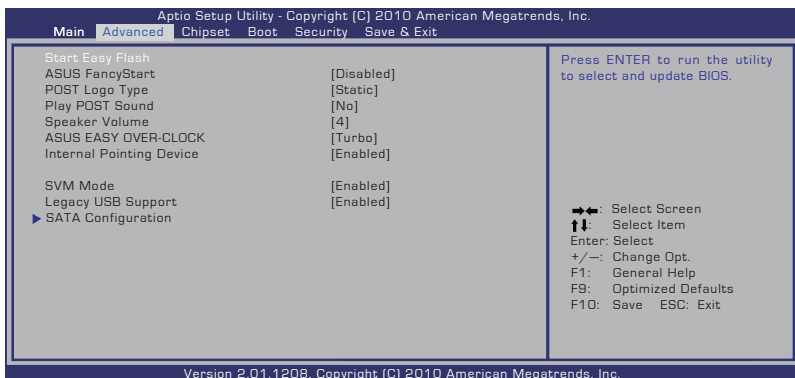 Aptio Setup Utility - Copyright (C) 2010 American Megatrends, Inc.
Main Advanced Chipset Boot Security Save & Exit
Start Easy Flash
ASUS FancyStart [Disabled]
POST Logo Type [Static]
Play POST Sound [No]
Speaker Volume [4]
ASUS EASY OVER-CLOCK [Turbo]
Internal Pointing Device [Enabled]
SVM Mode [Enabled]
Legacy USB Support [Enabled]
SATA Configuration
Press ENTER to run the utility
to select and update BIOS.
→←: Select Screen
↑↓: Select Item
Enter: Select
+/—: Change Opt.
F1: General Help
F9: Optimized Defaults
F10: Save ESC: Exit
Version 2.01.1208. Copyright (C) 2010 American Megatrends, Inc.